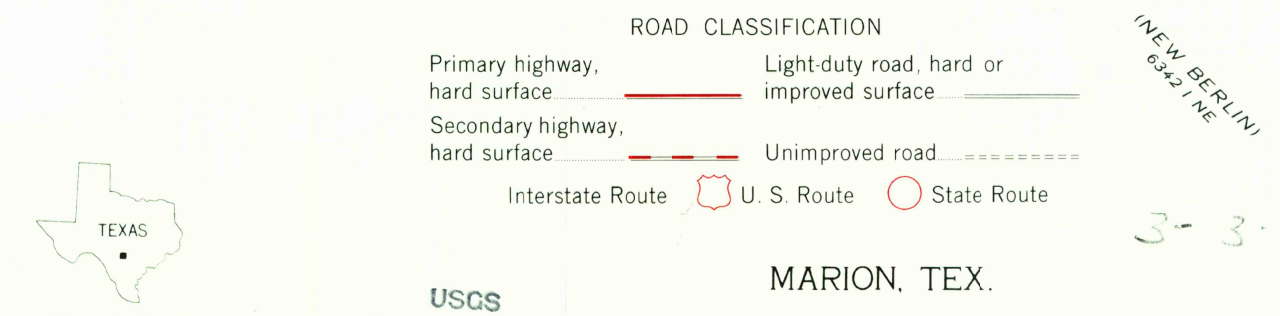 ROAD CLASSIFICATION
Primary highway,
hard surface
Light-duty road, hard or
improved surface
Secondary highway,
hard surface
Unimproved road
Interstate Route
U. S. Route
State Route
(NEW BERLIN)
6342 I NE
TEXAS
3- 3
MARION, TEX.
USGS